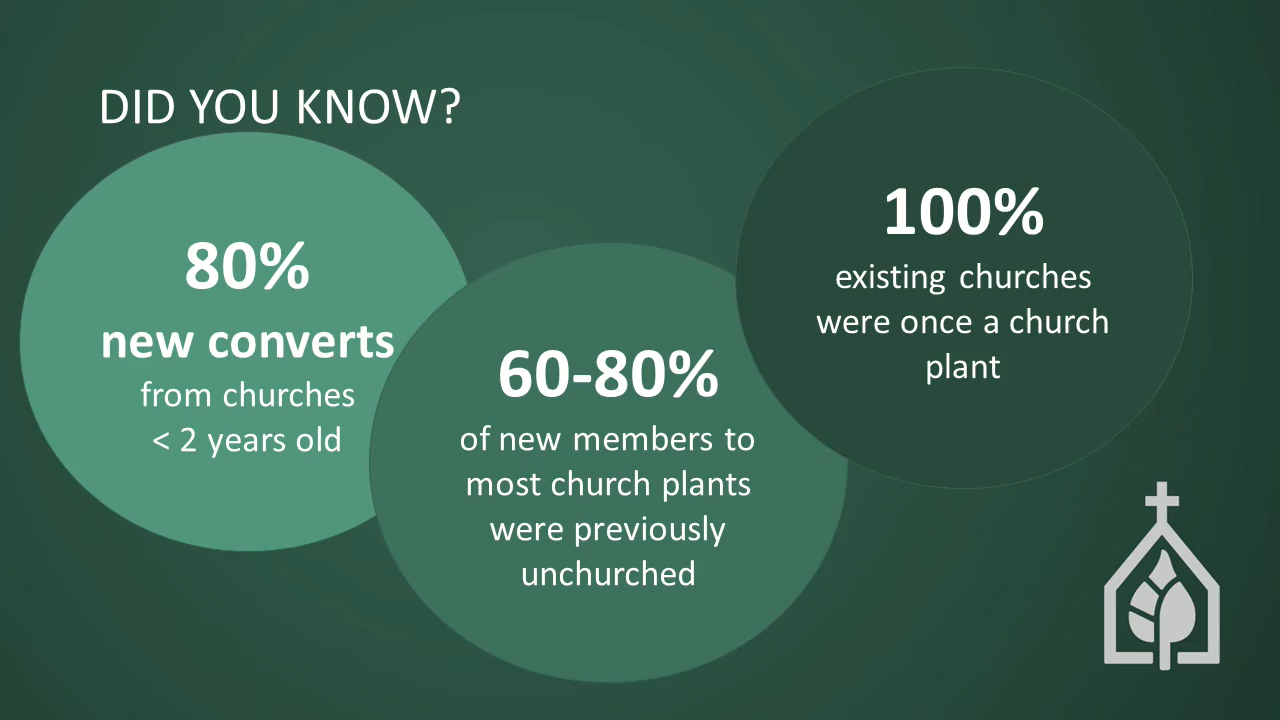 DID YOU KNOW?
80%
new converts
from churches
< 2 years old
60-80%
of new members to
most church plants
were previously
unchurched
100%
existing churches
were once a church
plant